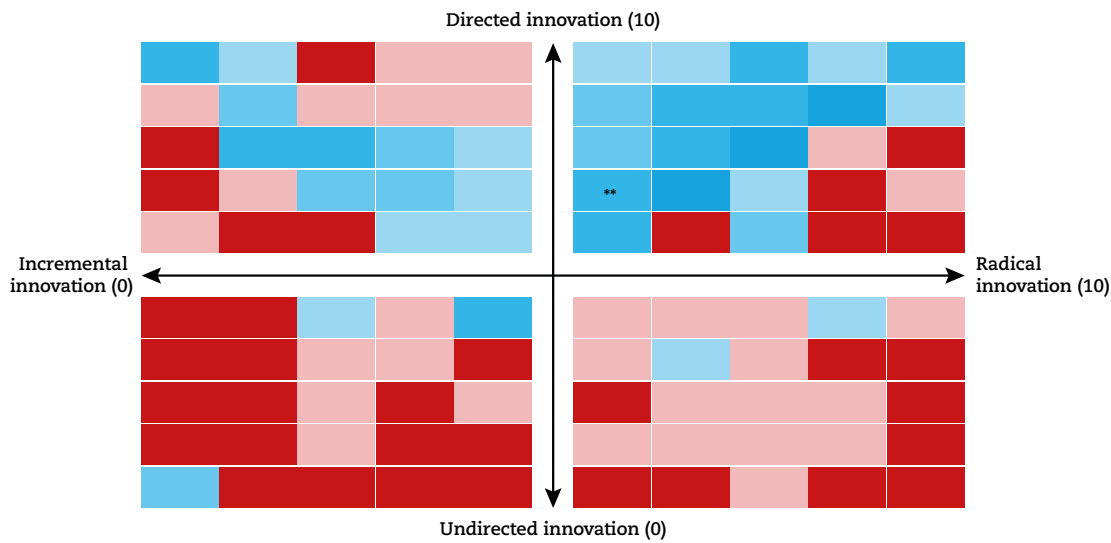 Directed innovation (10)
**
Incremental
innovation (0)
Radical
innovation (10)
Undirected innovation (0)